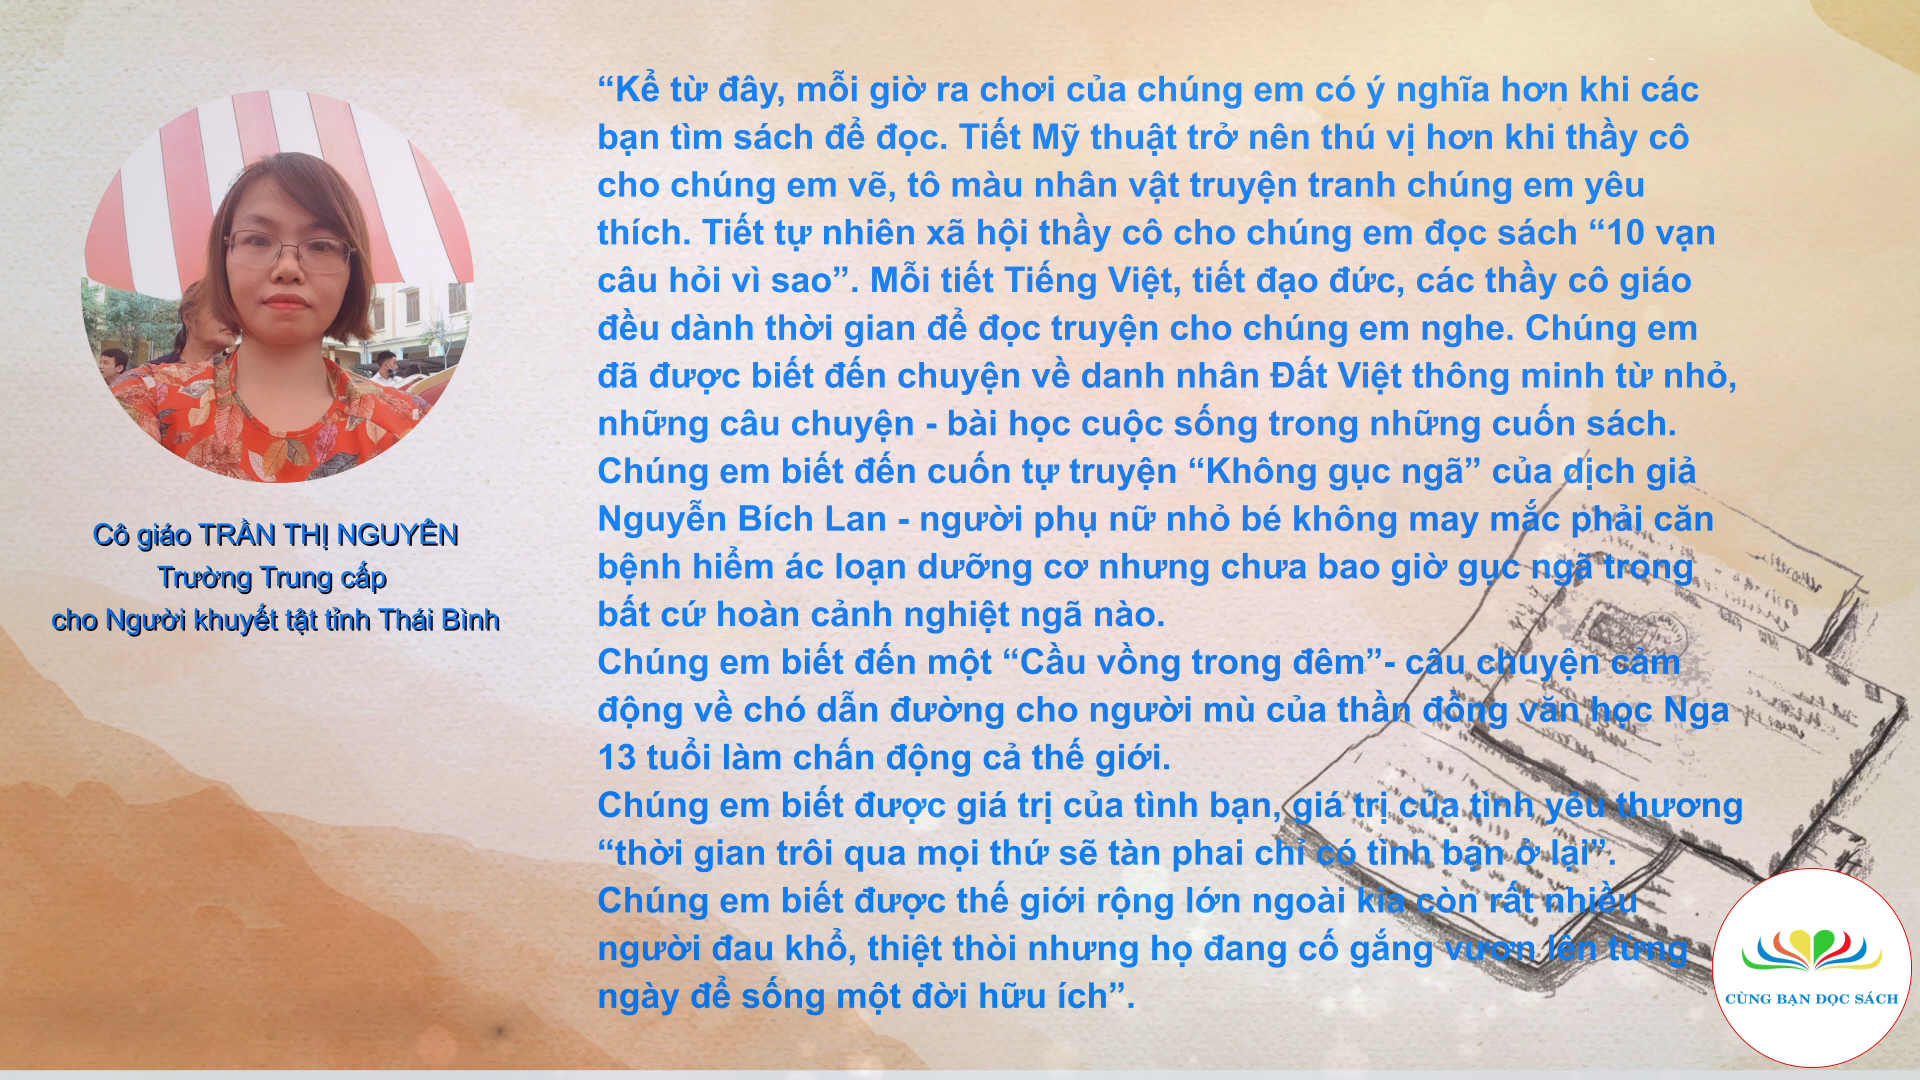 “Kể từ đây, mỗi giờ ra chơi của chúng em có ý nghĩa hơn khi các
bạn tìm sách để đọc. Tiết Mỹ thuật trở nên thú vị hơn khi thầy cô
cho chúng em vẽ, tô màu nhân vật truyện tranh chúng em yêu
thích. Tiết tự nhiên xã hội thầy cô cho chúng em đọc sách “10 vạn
câu hỏi vì sao”. Mỗi tiết Tiếng Việt, tiết đạo đức, các thầy cô giáo
đều dành thời gian để đọc truyện cho chúng em nghe. Chúng em
đã được biết đến chuyện về danh nhân Đất Việt thông minh từ nhỏ,
những câu chuyện - bài học cuộc sống trong những cuốn sách.
Chúng em biết đến cuốn tự truyện “Không gục ngã” của dịch giả
Nguyễn Bích Lan - người phụ nữ nhỏ bé không may mắc phải căn
bệnh hiểm ác loạn dưỡng cơ nhưng chưa bao giờ gục ngã trong
bất cứ hoàn cảnh nghiệt ngã nào.
Chúng em biết đến một “Cầu vồng trong đêm”- câu chuyện cảm
động về chó dẫn đường cho người mù của thần đồng văn học Nga
13 tuổi làm chấn động cả thế giới.
Chúng em biết được giá trị của tình bạn, giá trị của tình yêu thương
“thời gian trôi qua mọi thứ sẽ tàn phai chỉ có tình bạn ở lại”.
Chúng em biết được thế giới rộng lớn ngoài kia còn rất nhiều
người đau khổ, thiệt thòi nhưng họ đang cố gắng vươn lên từng
ngày để sống một đời hữu ích”.
Cô giáo TRẦN THỊ NGUYÊN
Trường Trung cấp
cho Người khuyết tật tỉnh Thái Bình
CÙNG BẠN ĐỌC SÁCH